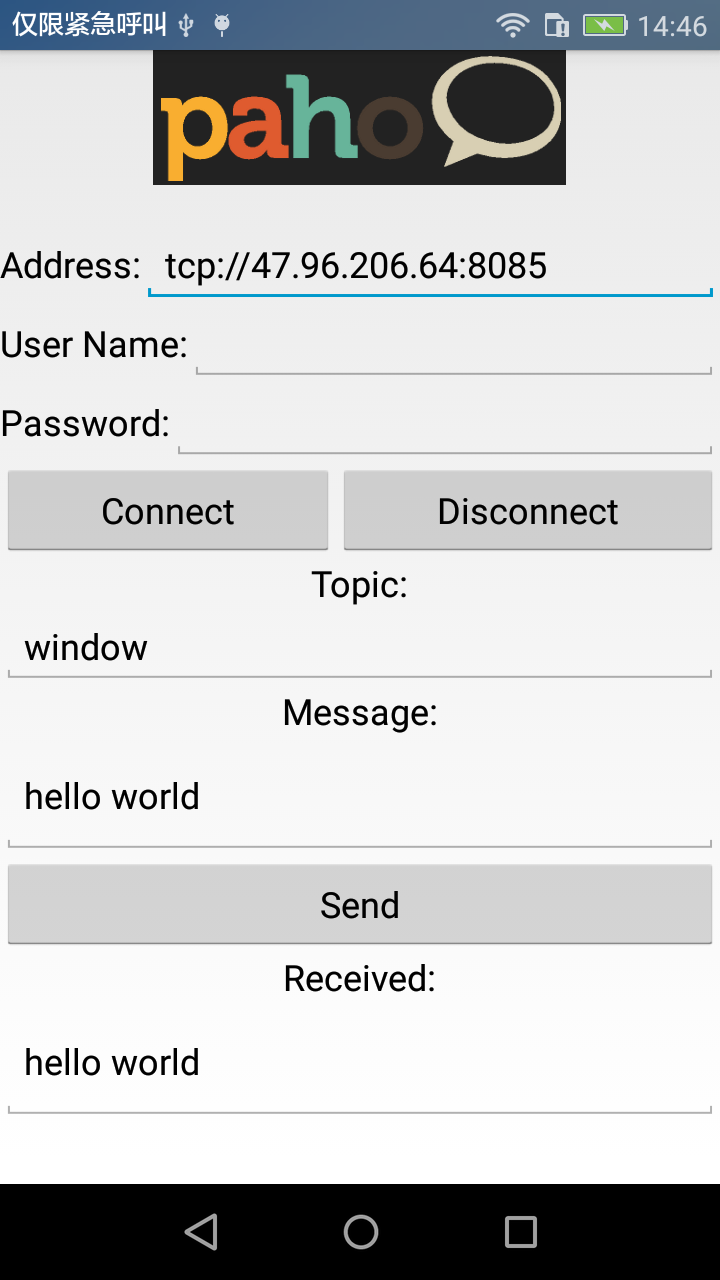 仅限紧急呼叫 14:46
paho
Address: tcp://47.96.206.64:8085
User Name:
Password:
Connect Disconnect
Topic:
window
Message:
hello world
Send
Received:
hello world